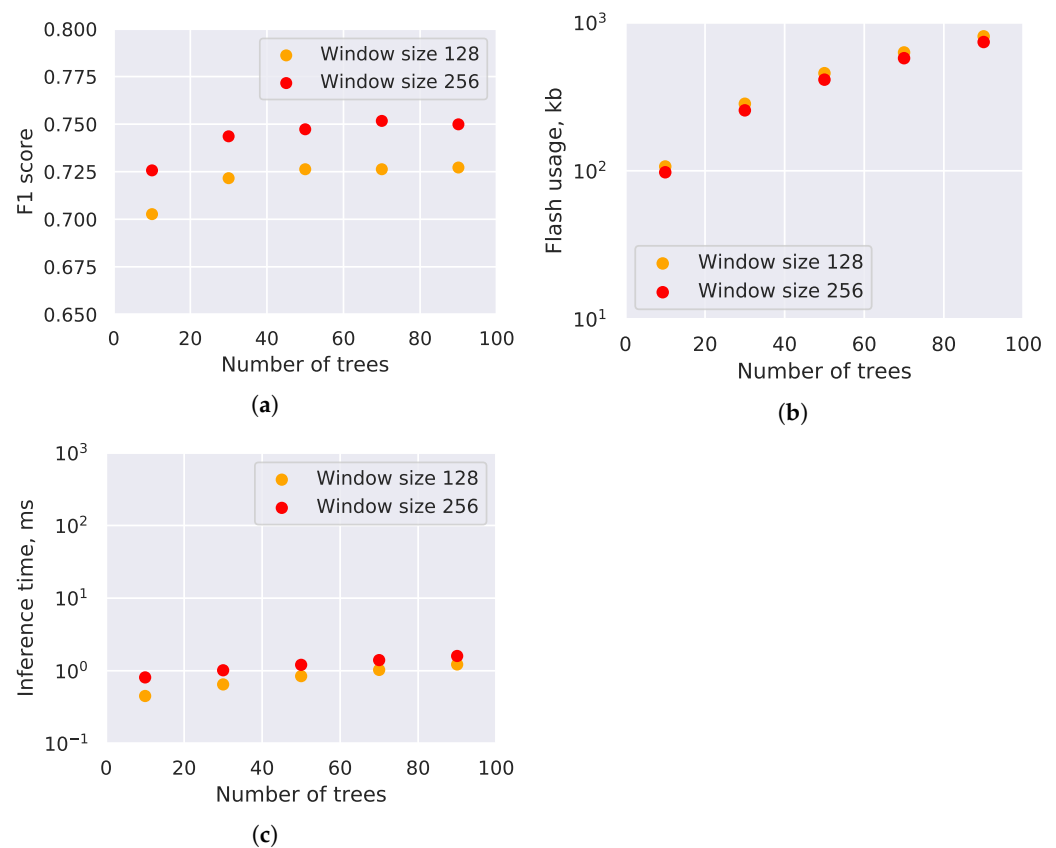 0.800
0.775
0.750
0.725
0.700
0.675
0.650
F1 score
Window size 128
Window size 256
0 20 40 60 80 100
Number of trees
(a)
10³
10²
10¹
Flash usage, kb
Window size 128
Window size 256
0 20 40 60 80 100
Number of trees
(b)
10³
10²
10¹
10⁰
10⁻¹
Inference time, ms
Window size 128
Window size 256
0 20 40 60 80 100
Number of trees
(c)